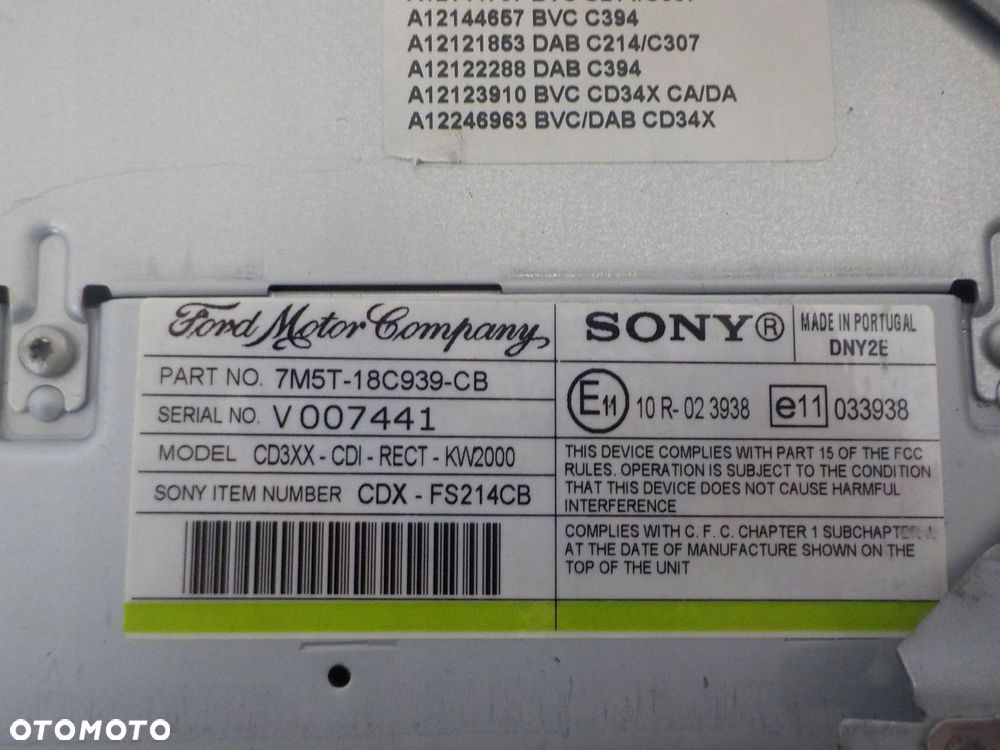 A12144657 BVC C394
A12121853 DAB C214/C307
A12122288 DAB C394
A12123910 BVC CD34X CA/DA
A12246963 BVC/DAB CD34X
Ford Motor Company
SONY®
MADE IN PORTUGAL
DNY2E
PART NO. 7M5T-18C939-CB
SERIAL NO. V007441
MODEL CD3XX - CDI - RECT - KW2000
SONY ITEM NUMBER CDX - FS214CB
E11 10 R- 02 3938 e11 033938
THIS DEVICE COMPLIES WITH PART 15 OF THE FCC
RULES. OPERATION IS SUBJECT TO THE CONDITION
THAT THIS DEVICE DOES NOT CAUSE HARMFUL
INTERFERENCE
COMPLIES WITH C. F. C. CHAPTER 1 SUBCHAPTER
AT THE DATE OF MANUFACTURE SHOWN ON THE
TOP OF THE UNIT
OTOMOTO